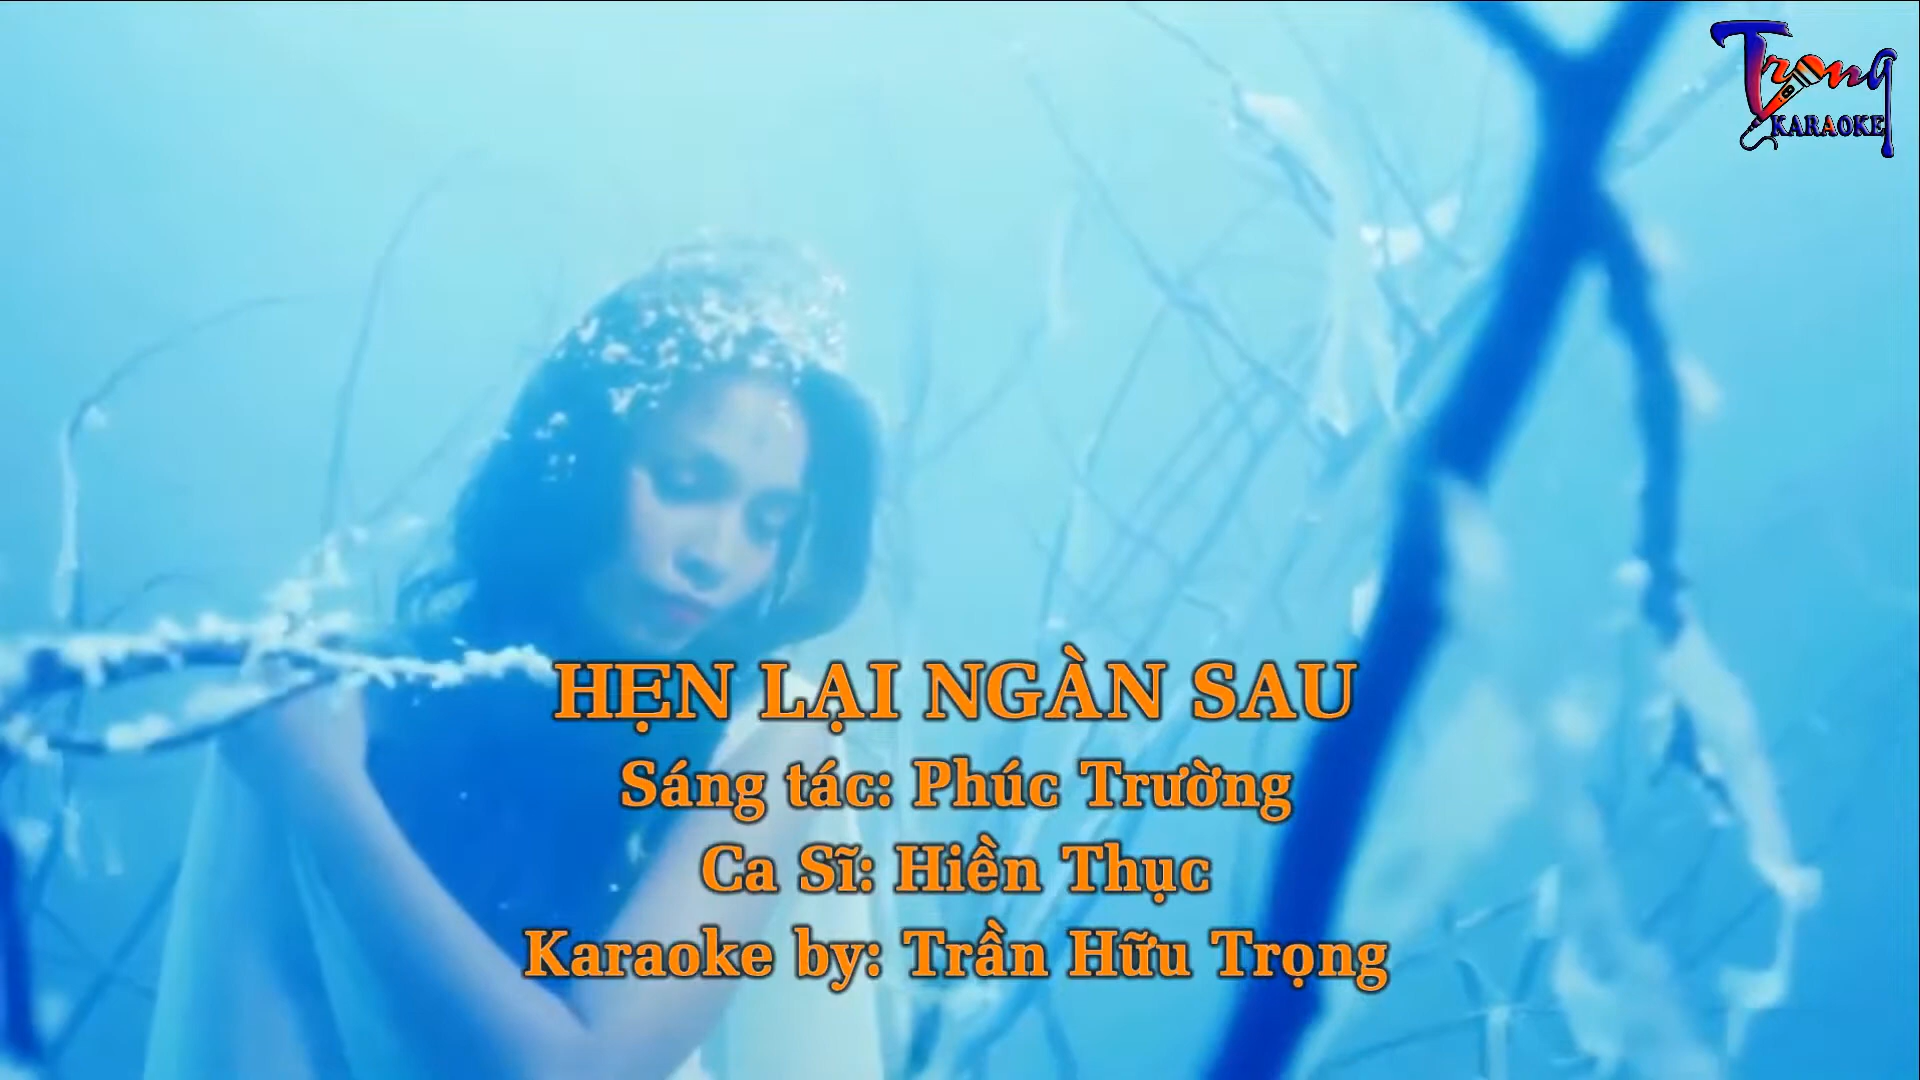 Trọng
KARAOKE
HẸN LẠI NGÀN SAU
Sáng tác: Phúc Trường
Ca Sĩ: Hiền Thục
Karaoke by: Trần Hữu Trọng